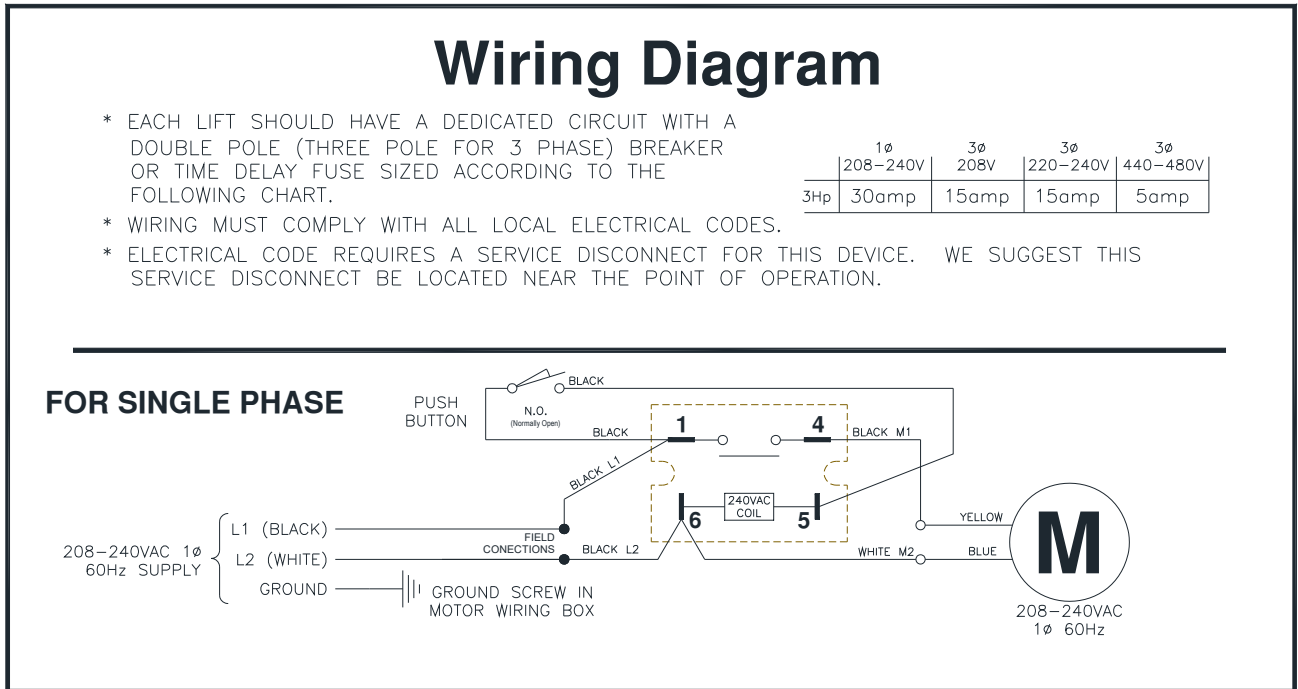 Wiring Diagram
* EACH LIFT SHOULD HAVE A DEDICATED CIRCUIT WITH A
DOUBLE POLE (THREE POLE FOR 3 PHASE) BREAKER
OR TIME DELAY FUSE SIZED ACCORDING TO THE
FOLLOWING CHART.
* WIRING MUST COMPLY WITH ALL LOCAL ELECTRICAL CODES.
* ELECTRICAL CODE REQUIRES A SERVICE DISCONNECT FOR THIS DEVICE. WE SUGGEST THIS
SERVICE DISCONNECT BE LOCATED NEAR THE POINT OF OPERATION.
1ø 3ø 3ø 3ø
208-240V 208V 220-240V 440-480V
3Hp 30amp 15amp 15amp 5amp
FOR SINGLE PHASE
PUSH
BUTTON
BLACK
N.O.
(Normally Open)
BLACK
1
4
BLACK M1
BLACK L1
240VAC
COIL
6
5
L1 (BLACK)
L2 (WHITE)
GROUND
208-240VAC 1ø
60Hz SUPPLY
FIELD
CONECTIONS
BLACK L2
GROUND SCREW IN
MOTOR WIRING BOX
YELLOW
WHITE M2
BLUE
M
208-240VAC
1ø 60Hz